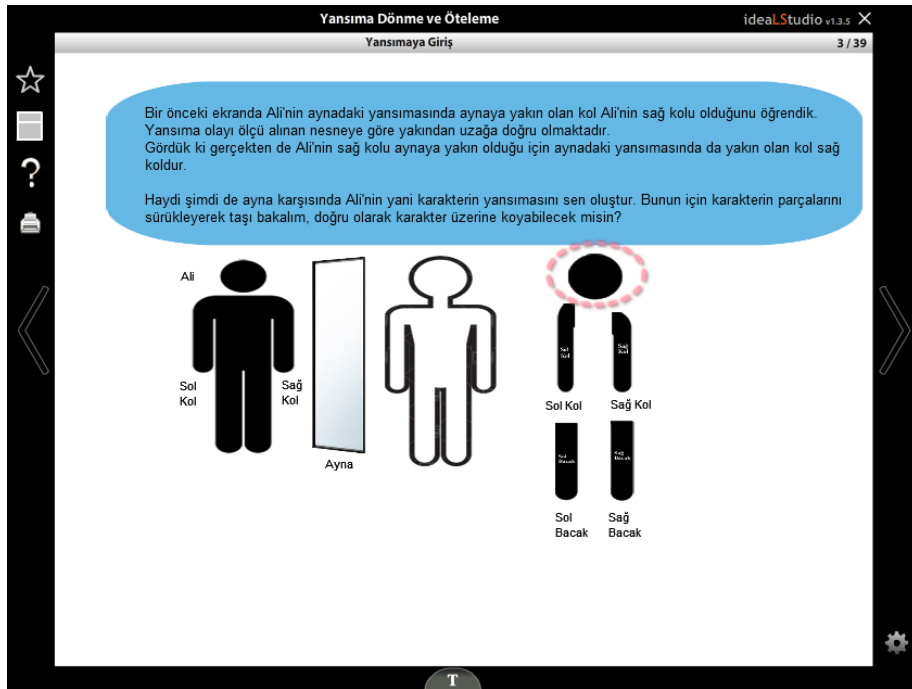 Yansıma Dönme ve Öteleme
ideaLStudio v1.3.5 X
Yansımaya Giriş
3 / 39
Bir önceki ekranda Ali'nin aynadaki yansımasında aynaya yakın olan kol Ali'nin sağ kolu olduğunu öğrendik.
Yansıma olayı ölçü alınan nesneye göre yakından uzağa doğru olmaktadır.
Gördük ki gerçekten de Ali'nin sağ kolu aynaya yakın olduğu için aynadaki yansımasında da yakın olan kol sağ
koldur.
Haydi şimdi de ayna karşısında Ali'nin yani karakterin yansımasını sen oluştur. Bunun için karakterin parçalarını
sürükleyerek taşı bakalım, doğru olarak karakter üzerine koyabilecek misin?
Ali
Sol
Kol
Sağ
Kol
Ayna
Sol
Kol
Sağ
Kol
Sol Kol
Sağ Kol
Sol
Bacak
Sağ
Bacak
Sol
Bacak
Sağ
Bacak
T